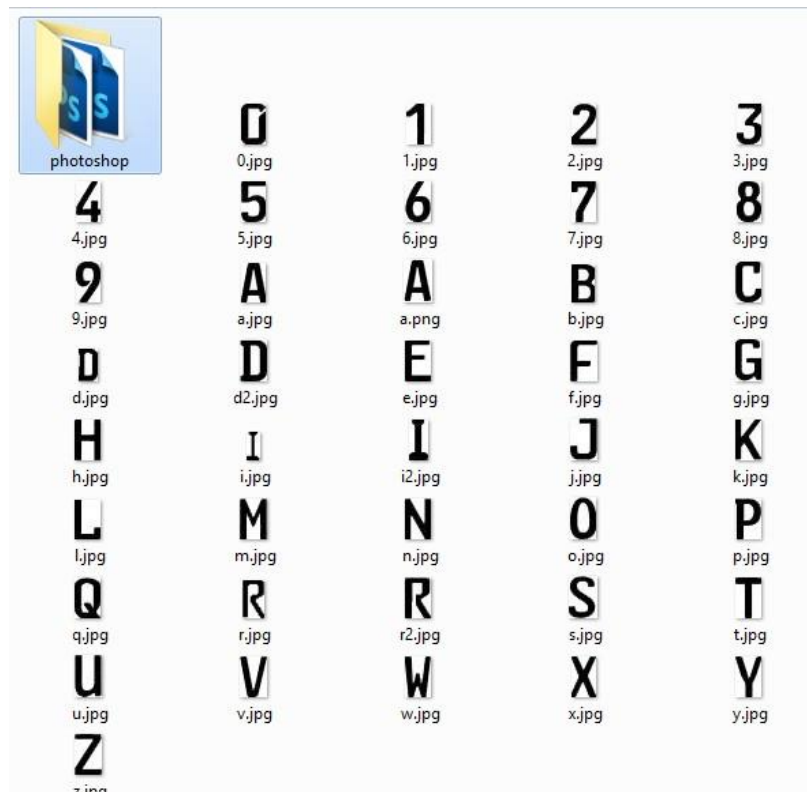 PS S
photoshop
0 1 2 3
0.jpg 1.jpg 2.jpg 3.jpg
4 5 6 7 8
4.jpg 5.jpg 6.jpg 7.jpg 8.jpg
9 A A B C
9.jpg a.jpg a.png b.jpg c.jpg
D D E F G
d.jpg d2.jpg e.jpg f.jpg g.jpg
H I I J K
h.jpg i.jpg i2.jpg j.jpg k.jpg
L M N O P
l.jpg m.jpg n.jpg o.jpg p.jpg
Q R R S T
q.jpg r.jpg r2.jpg s.jpg t.jpg
U V W X Y
u.jpg v.jpg w.jpg x.jpg y.jpg
Z